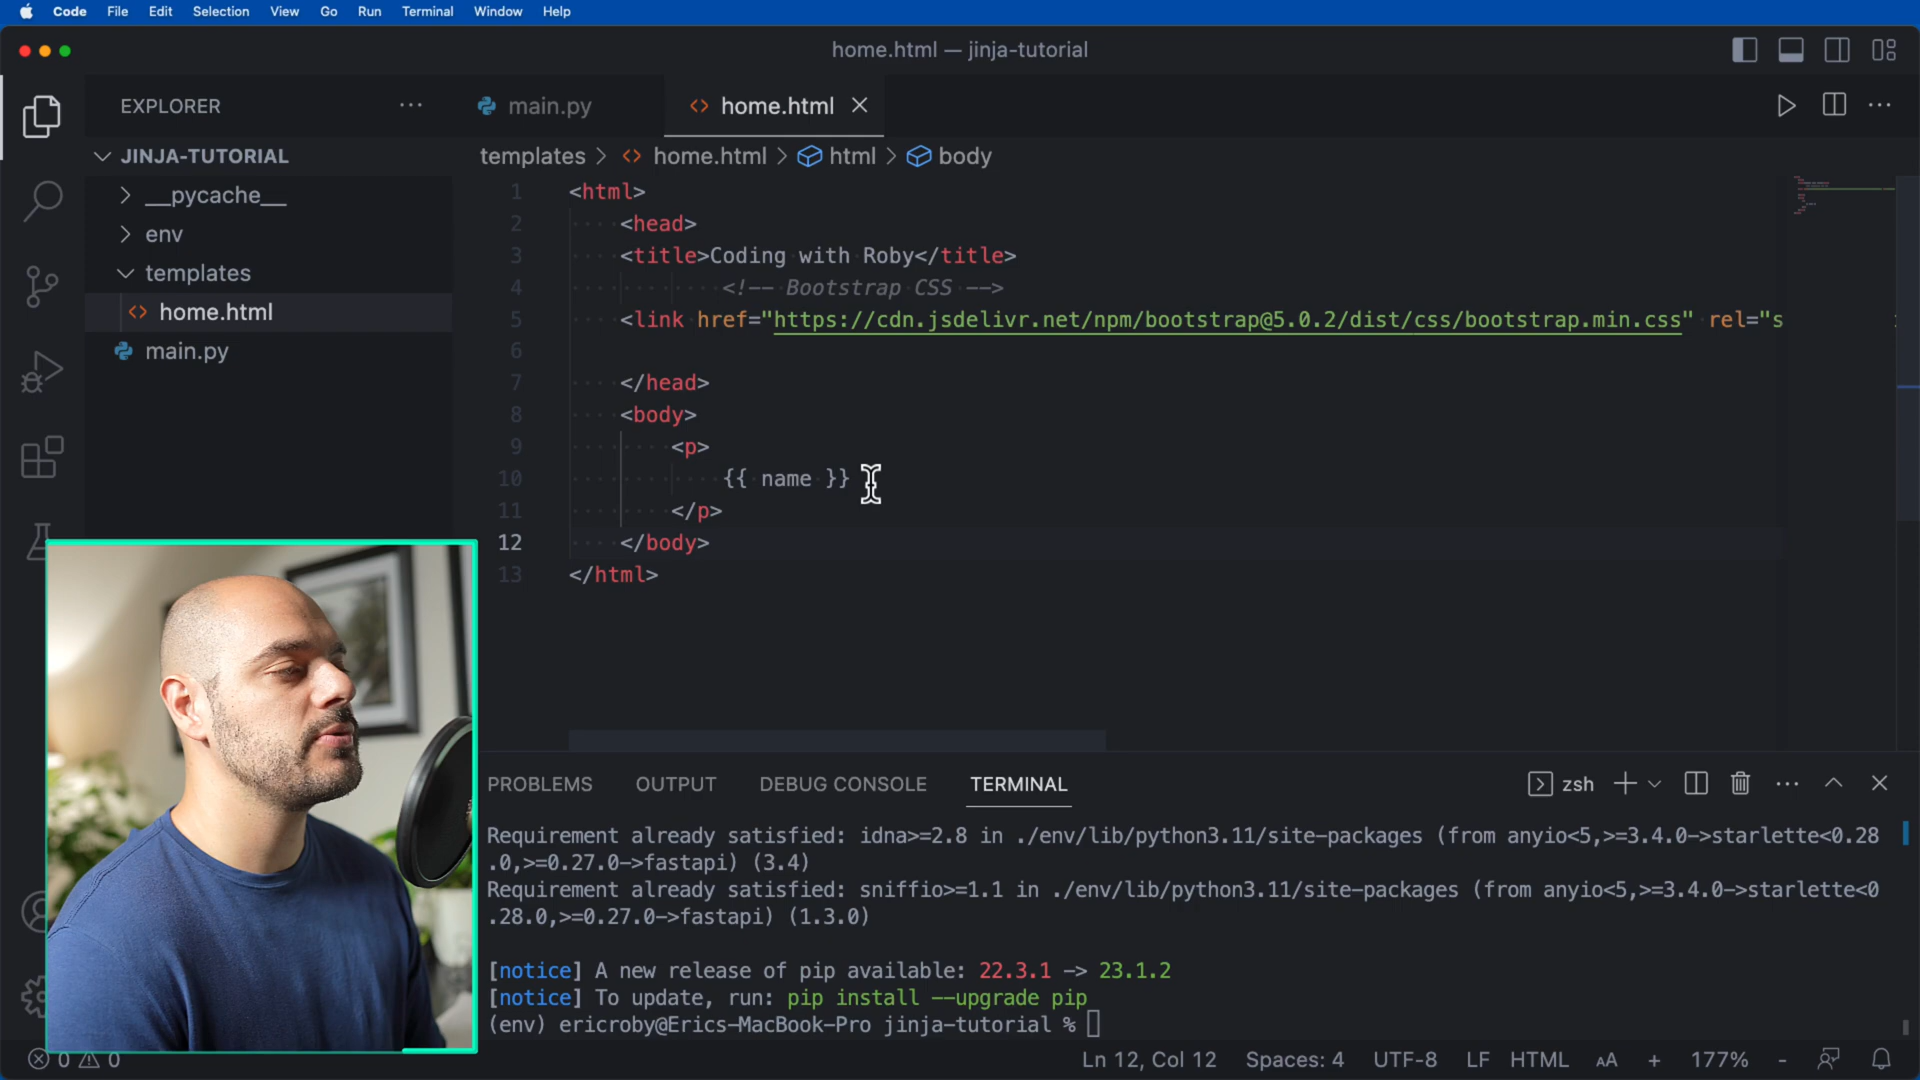 Code File Edit Selection View Go Run Terminal Window Help
home.html — jinja-tutorial
EXPLORER
main.py
home.html
JINJA-TUTORIAL
__pycache__
env
templates
home.html
main.py
templates > home.html > html > body
1 <html>
2 <head>
3 <title>Coding with Roby</title>
4 <!-- Bootstrap CSS -->
5 <link href="https://cdn.jsdelivr.net/npm/bootstrap@5.0.2/dist/css/bootstrap.min.css" rel="s
6
7 </head>
8 <body>
9 <p>
10 {{ name }}
11 </p>
12 </body>
13 </html>
PROBLEMS OUTPUT DEBUG CONSOLE TERMINAL
zsh
Requirement already satisfied: idna>=2.8 in ./env/lib/python3.11/site-packages (from anyio<5,>=3.4.0->starlette<0.28
.0,>=0.27.0->fastapi) (3.4)
Requirement already satisfied: sniffio>=1.1 in ./env/lib/python3.11/site-packages (from anyio<5,>=3.4.0->starlette<0
.28.0,>=0.27.0->fastapi) (1.3.0)
[notice] A new release of pip available: 22.3.1 -> 23.1.2
[notice] To update, run: pip install --upgrade pip
(env) ericroby@Erics-MacBook-Pro jinja-tutorial %
0 0 Ln 12, Col 12 Spaces: 4 UTF-8 LF HTML AA + 177% -